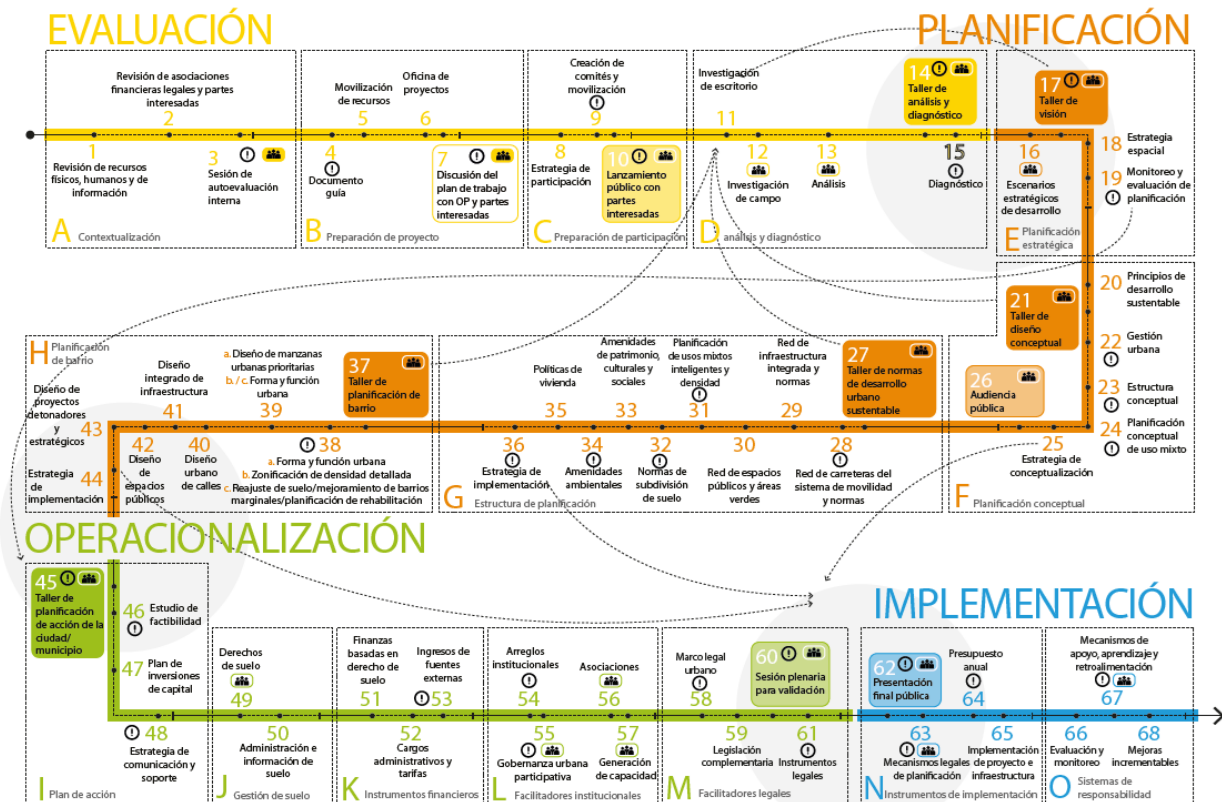 EVALUACIÓN
PLANIFICACIÓN
Revisión de asociaciones
financieras legales y partes
interesadas
2
1
Revisión de recursos
físicos, humanos y de
información
3
Sesión de
autoevaluación
interna
A Contextualización
Movilización
de recursos
5
Oficina de
proyectos
6
4
Documento
guía
7
Discusión del
plan de trabajo
con OP y partes
interesadas
B Preparación de proyecto
Creación de
comités y
movilización
9
8
Estrategia de
participación
10
Lanzamiento
público con
partes
interesadas
C Preparación de participación
Investigación
de escritorio
11
12
Investigación
de campo
13
Análisis
14
Taller de
análisis y
diagnóstico
15
Diagnóstico
D análisis y diagnóstico
17
Taller de
visión
16
Escenarios
estratégicos
de desarrollo
18
Estrategia
espacial
19
Monitoreo y
evaluación de
planificación
E Planificación
estratégica
20
Principios de
desarrollo
sustentable
21
Taller de
diseño
conceptual
22
Gestión
urbana
23
Estructura
conceptual
24
Planificación
conceptual
de uso mixto
26
Audiencia
pública
25
Estrategia de
conceptualización
F Planificación conceptual
27
Taller de normas
de desarrollo
urbano
sustentable
Red de
infraestructura
integrada y
normas
29
Planificación
de usos mixtos
inteligentes y
densidad
31
Amenidades
de patrimonio,
culturales y
sociales
33
Políticas de
vivienda
35
36
Estrategia de
implementación
34
Amendades
ambientales
32
Normas de
subdivisión
de suelo
30
Red de espacios
públicos y áreas
verdes
28
Red de carreteras del
sistema de movilidad
y normas
G Estructura de planificación
H Planificación
de barrio
37
Taller de
planificación de
barrio
a. Diseño de manzanas
urbanas prioritarias
b. / c. Forma y función
urbana
39
Diseño
integrado de
infraestructura
41
Diseño de
proyectos
detonadores
y
estratégicos
43
38
a. Forma y función urbana
b. Zonificación de densidad detallada
c. Reajuste de suelo/mejoramiento de barrios
marginales/planificación de rehabilitación
40
Diseño
urbano
de calles
42
Diseño
de
espacios
públicos
Estrategia
de
implementación
44
OPERACIONALIZACIÓN
45
Taller de
planificación
de acción de la
ciudad/
municipio
46
Estudio de
factibilidad
47
Plan de
inversiones
de capital
48
Estrategia de
comunicación y
soporte
I Plan de acción
Derechos
de suelo
49
50
Administración e
información de
suelo
J Gestión de suelo
Finanzas
basadas en
derecho de
suelo
51
Ingresos de
fuentes
externas
53
52
Cargos
administrativos y
tarifas
K Instrumentos financieros
Arreglos
institucionales
54
Asociaciones
56
55
Gobernanza urbana
participativa
57
Generación
de capacidad
L Facilitadores institucionales
Marco legal
urbano
58
60
Sesión plenaria
para validación
59
Legislación
complementaria
61
Instrumentos
legales
M Facilitadores legales
IMPLEMENTACIÓN
62
Presentación
final pública
Presupuesto
anual
64
63
Mecanismos legales
de planificación
65
Implementación
de proyecto e
infraestructura
N Instrumentos de implementación
Mecanismos de
apoyo, aprendizaje y
retroalimentación
67
66
Evaluación y
monitoreo
68
Mejoras
incrementables
O Sistemas de
responsabilidad